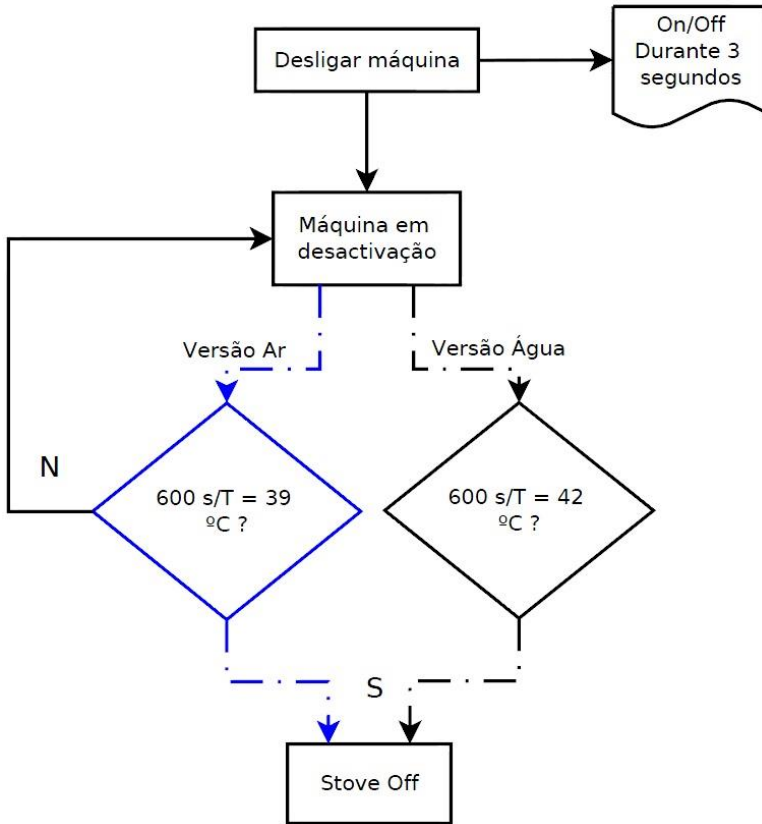 Desligar máquina
On/Off
Durante 3
segundos
Máquina em
desactivação
Versão Ar
Versão Água
N
600 s/T = 39
ºC ?
600 s/T = 42
ºC ?
S
Stove Off